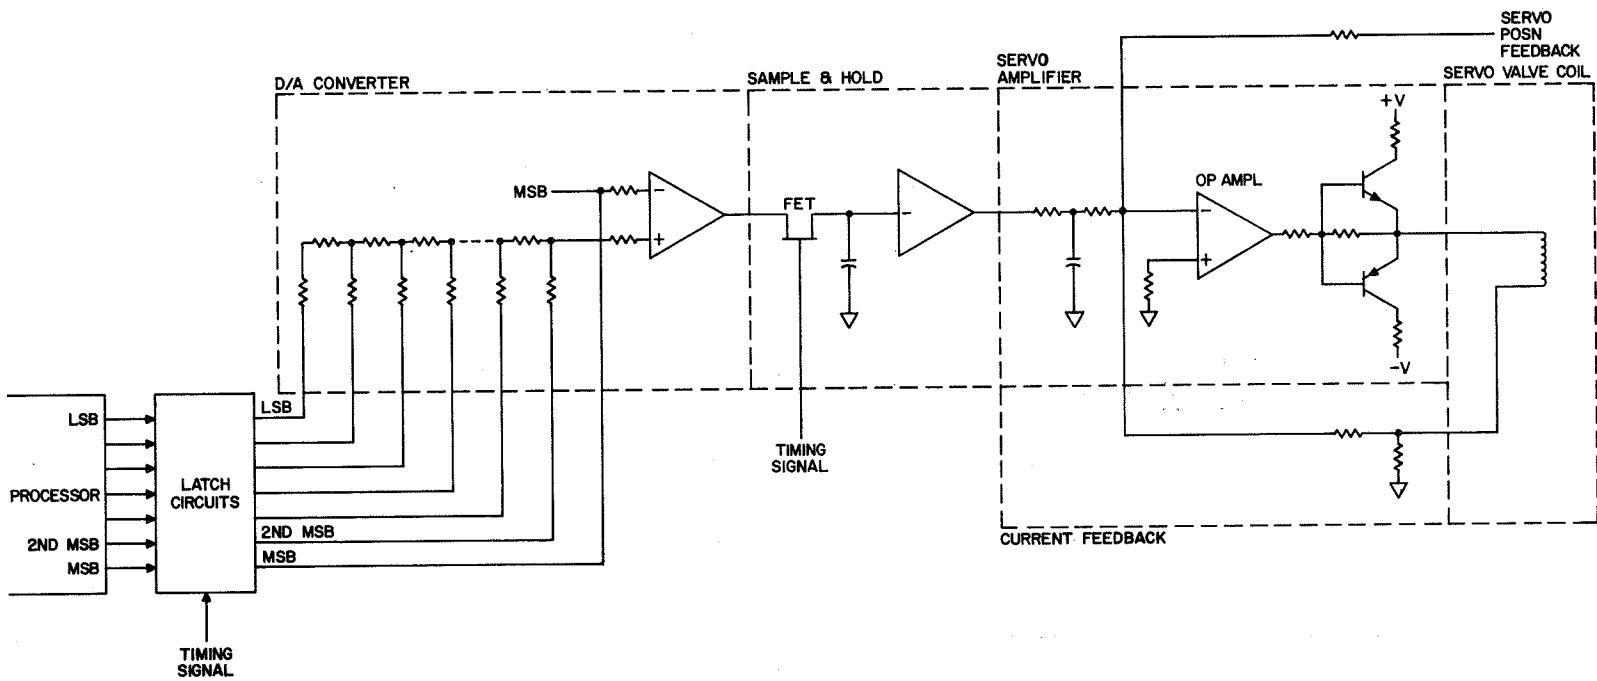 SERVO
POSN
FEEDBACK
D/A CONVERTER
SAMPLE & HOLD
SERVO
AMPLIFIER
SERVO VALVE COIL
+V
MSB
FET
OP AMPL
-
+
-
-
+
-V
LSB
LSB
PROCESSOR
LATCH
CIRCUITS
TIMING
SIGNAL
2ND MSB
2ND MSB
MSB
MSB
CURRENT FEEDBACK
TIMING
SIGNAL